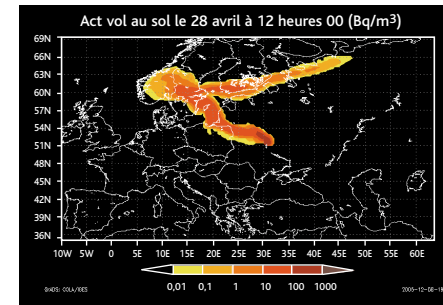 Act vol au sol le 28 avril à 12 heures 00 (Bq/m³)
69N
66N
63N
60N
57N
54N
51N
48N
45N
42N
39N
36N
10W 5W 0 5E 10E 15E 20E 25E 30E 35E 40E 45E 50E 55E 60E
0,01 0,1 1 10 100 1000
GrADS: COLA/IGES